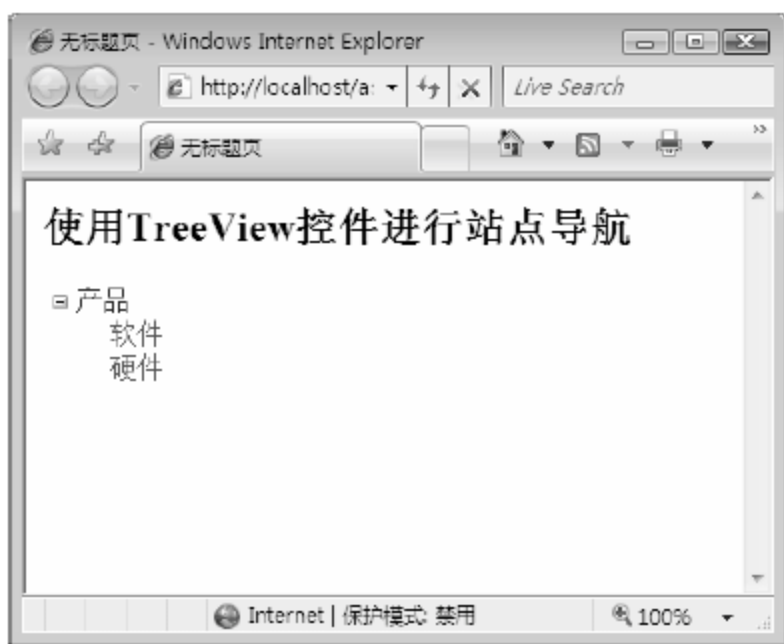 无标题页 - Windows Internet Explorer
http://localhost/a:
Live Search
无标题页
使用TreeView控件进行站点导航
产品
软件
硬件
Internet | 保护模式: 禁用
100%